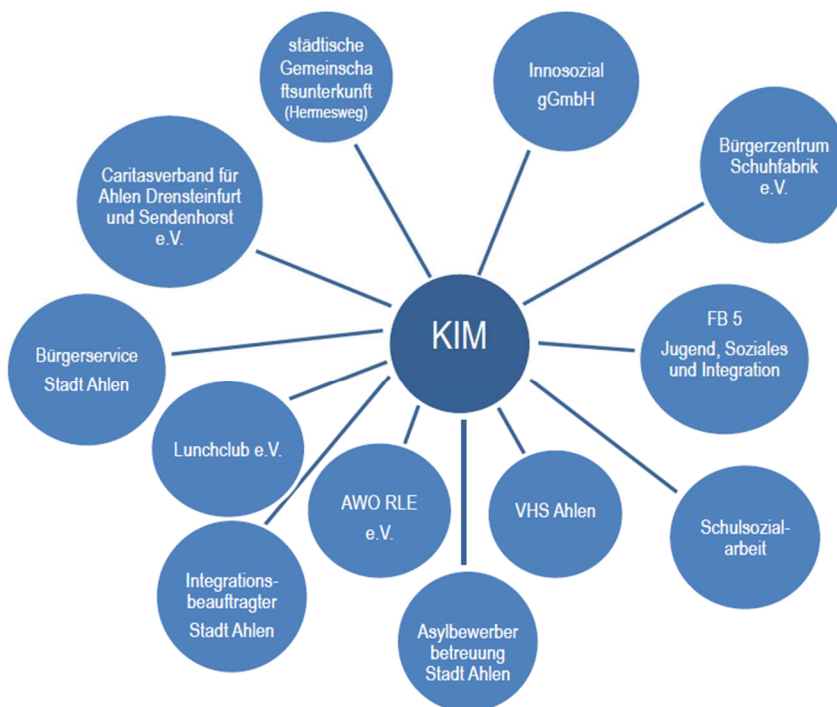 städtische
Gemeinscha
ftsunterkunft
(Hermesweg)
Innosozial
gGmbH
Bürgerzentrum
Schuhfabrik
e.V.
Caritasverband für
Ahlen Drensteinfurt
und Sendenhorst
e.V.
KIM
FB 5
Jugend, Soziales
und Integration
Bürgerservice
Stadt Ahlen
Lunchclub e.V.
AWO RLE
e.V.
VHS Ahlen
Schulsozial-
arbeit
Integrations-
beauftragter
Stadt Ahlen
Asylbewerber
betreuung
Stadt Ahlen